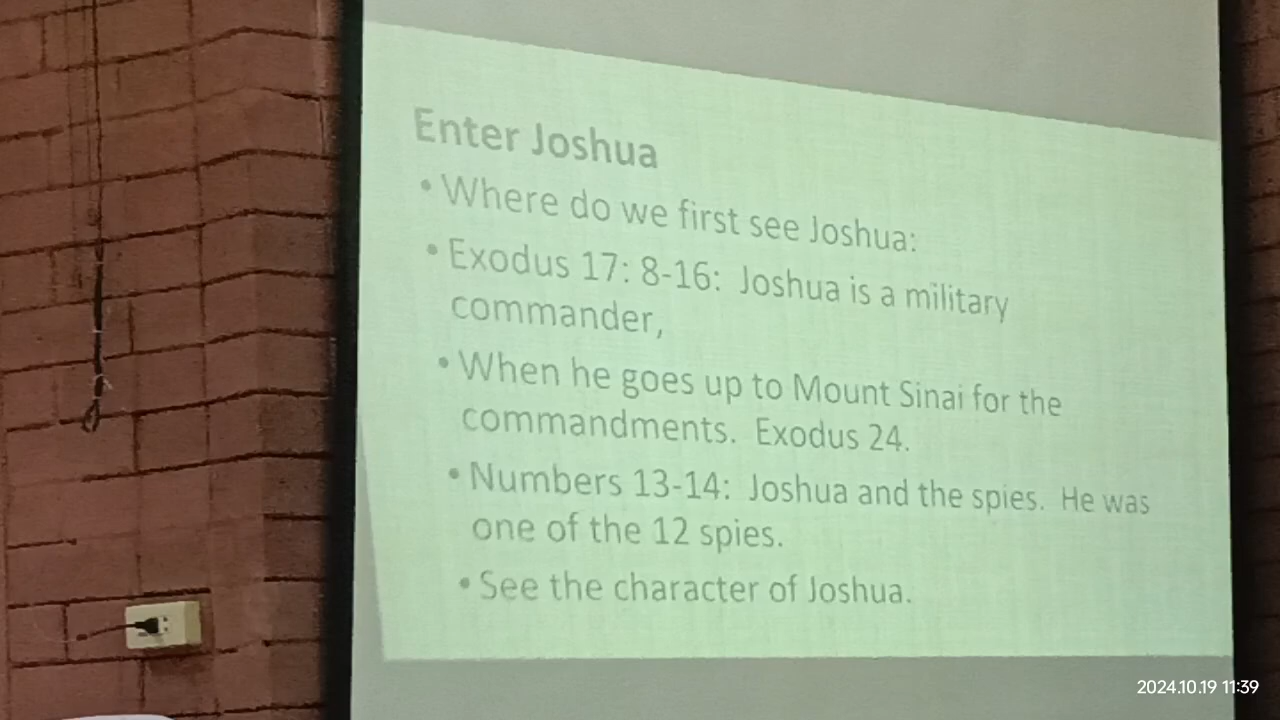 Enter Joshua
• Where do we first see Joshua:
• Exodus 17: 8-16: Joshua is a military
commander,
• When he goes up to Mount Sinai for the
commandments. Exodus 24.
• Numbers 13-14: Joshua and the spies. He was
one of the 12 spies.
• See the character of Joshua.
2024.10.19 11:39